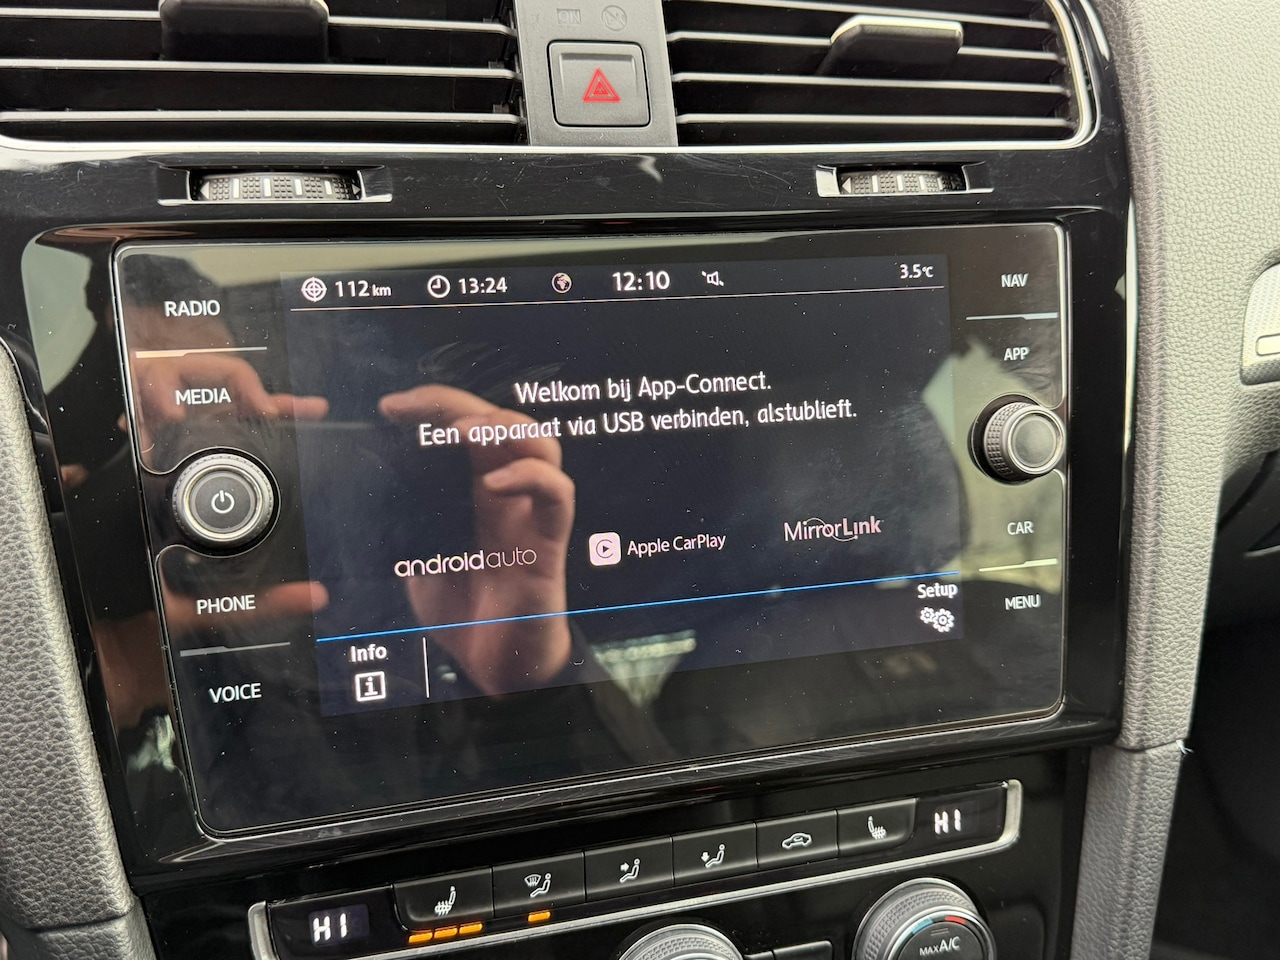 ON
RADIO
MEDIA
PHONE
VOICE
112 km
13:24
12:10
3.5°C
Welkom bij App-Connect.
Een apparaat via USB verbinden, alstublieft.
androidauto
Apple CarPlay
MirrorLink
Setup
Info
i
NAV
APP
CAR
MENU
HI
HI
MAX A/C